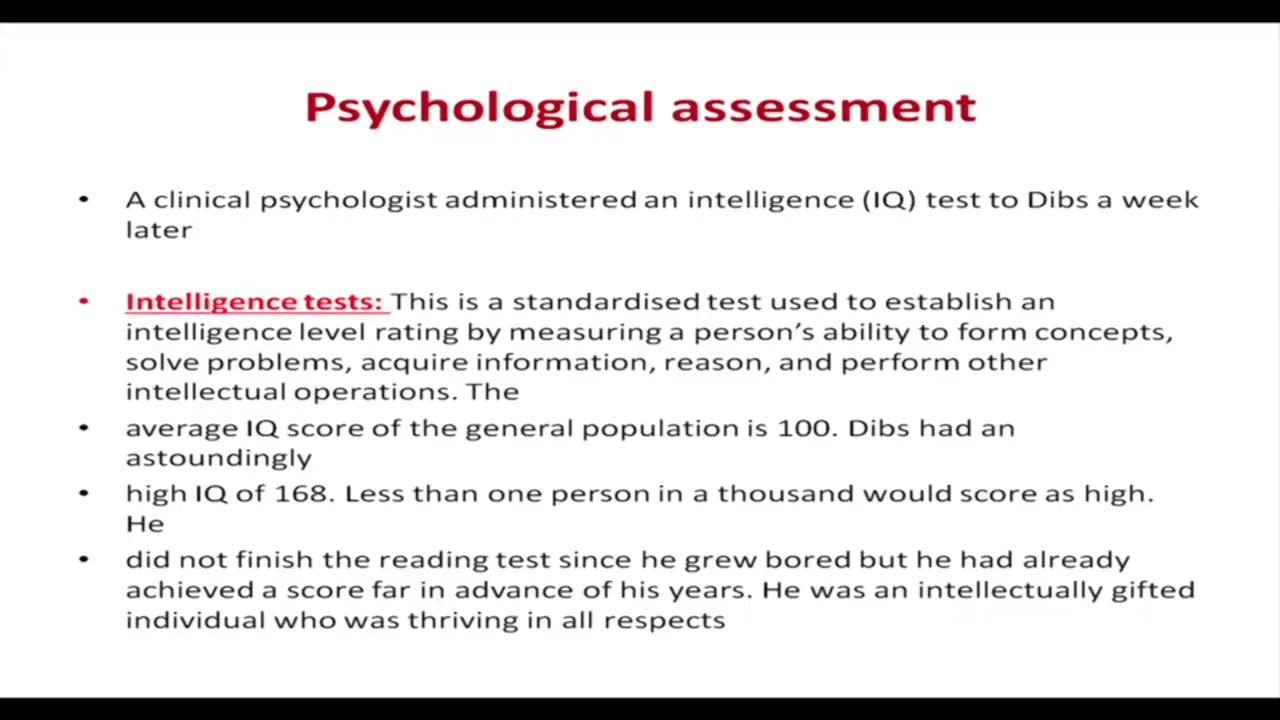 Psychological assessment
• A clinical psychologist administered an intelligence (IQ) test to Dibs a week
later
• Intelligence tests: This is a standardised test used to establish an
intelligence level rating by measuring a person’s ability to form concepts,
solve problems, acquire information, reason, and perform other
intellectual operations. The
• average IQ score of the general population is 100. Dibs had an
astoundingly
• high IQ of 168. Less than one person in a thousand would score as high.
He
• did not finish the reading test since he grew bored but he had already
achieved a score far in advance of his years. He was an intellectually gifted
individual who was thriving in all respects